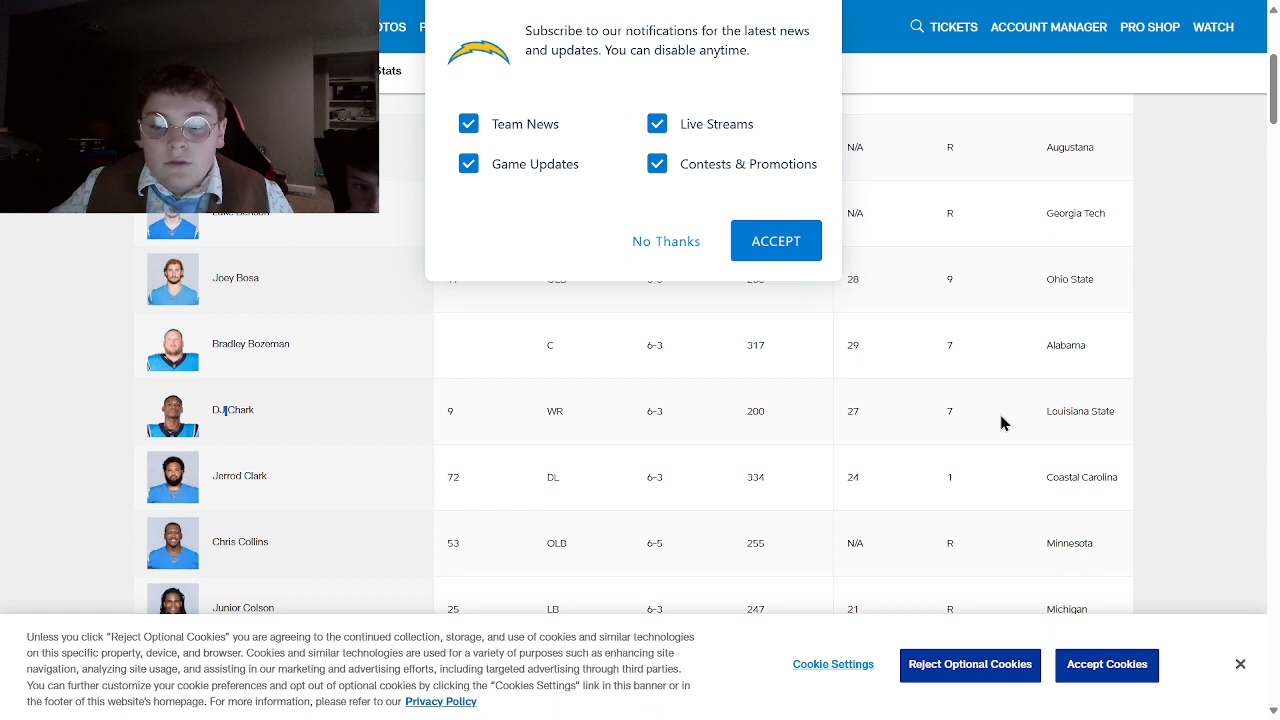 OTOS P
TICKETS ACCOUNT MANAGER PRO SHOP WATCH
Stats
Subscribe to our notifications for the latest news
and updates. You can disable anytime.
Team News Live Streams
Game Updates Contests & Promotions
No Thanks ACCEPT
N/A R Augustana
N/A R Georgia Tech
Joey Bosa 28 9 Ohio State
Bradley Bozeman C 6-3 317 29 7 Alabama
DJ Chark 9 WR 6-3 200 27 7 Louisiana State
Jerrod Clark 72 DL 6-3 334 24 1 Coastal Carolina
Chris Collins 53 OLB 6-5 255 N/A R Minnesota
Junior Colson 25 LB 6-3 247 21 R Michigan
Unless you click "Reject Optional Cookies" you are agreeing to the continued collection, storage, and use of cookies and similar technologies
on this specific property, device, and browser. Cookies and similar technologies are used for a variety of purposes such as enhancing site
navigation, analyzing site usage, and assisting in our marketing and advertising efforts, including targeted advertising through third parties.
You can further customize your cookie preferences and opt out of optional cookies by clicking the "Cookies Settings" link in this banner or in
the footer of this website's homepage. For more information, please refer to our Privacy Policy
Cookie Settings Reject Optional Cookies Accept Cookies